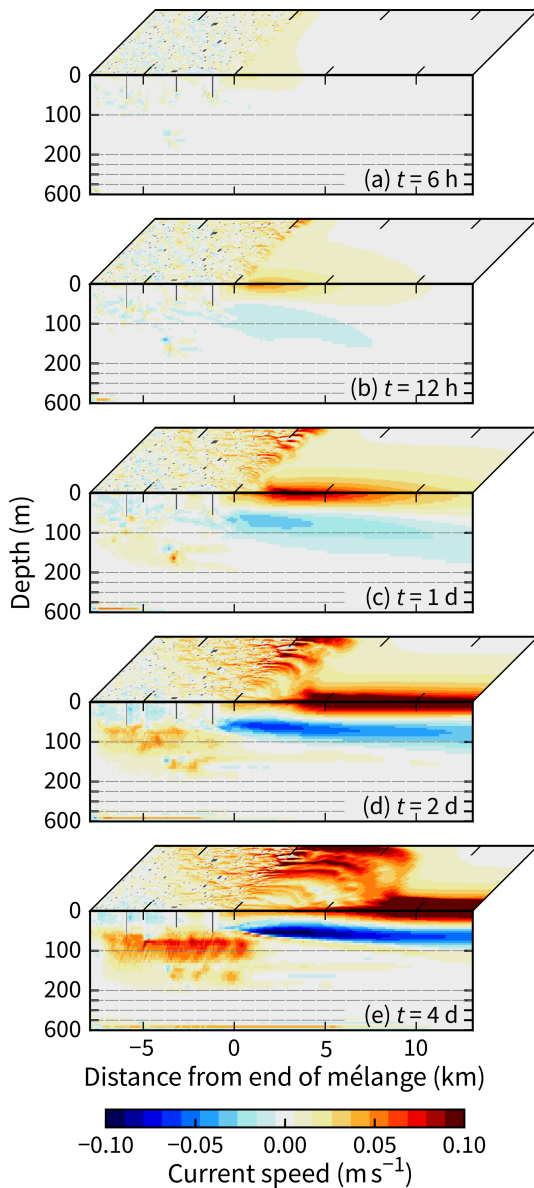 0
100
200
600
(a) t = 6 h
0
100
200
600
(b) t = 12 h
0
100
200
600
(c) t = 1 d
0
100
200
600
(d) t = 2 d
0
100
200
600
(e) t = 4 d
Depth (m)
−5 0 5 10
Distance from end of mélange (km)
−0.10 −0.05 0.00 0.05 0.10
Current speed (m s⁻¹)